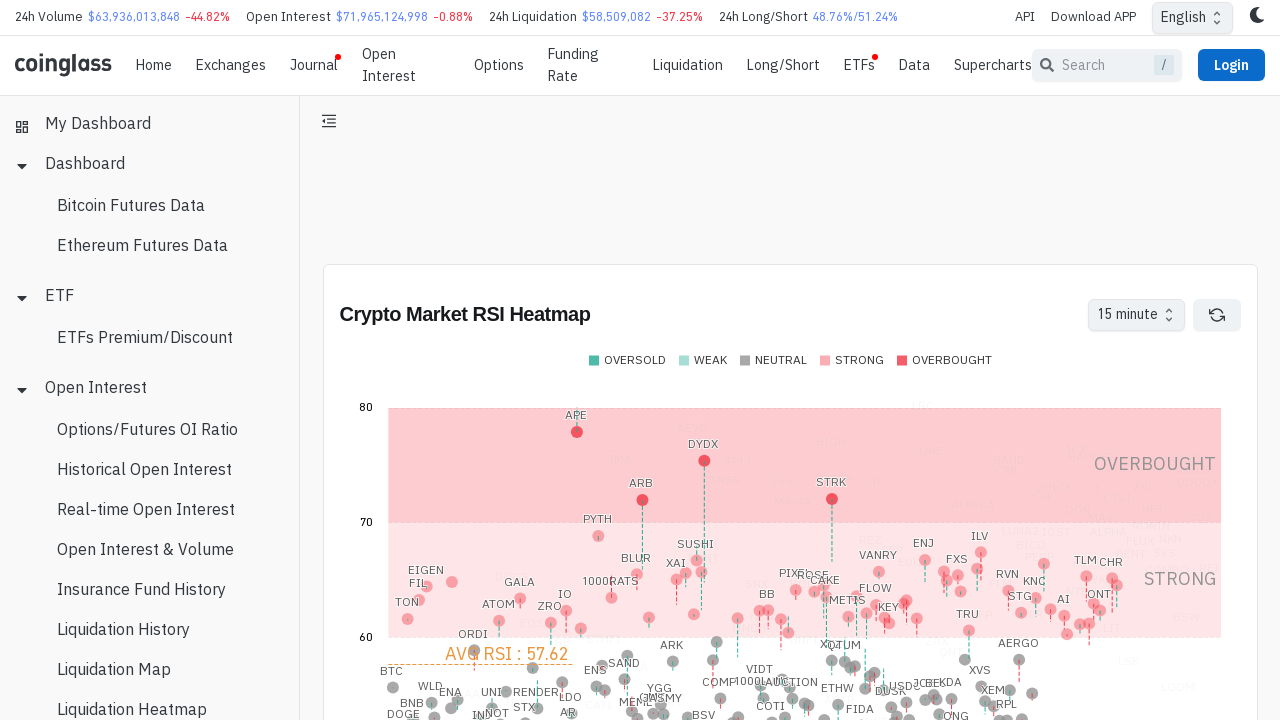 24h Volume $63,936,013,848 -44.82% Open Interest $71,965,124,998 -0.88% 24h Liquidation $58,509,082 -37.25% 24h Long/Short 48.76%/51.24% API Download APP English
coinglass Home Exchanges Journal Open Interest Options Funding Rate Liquidation Long/Short ETFs Data Supercharts Search / Login
My Dashboard
Dashboard
Bitcoin Futures Data
Ethereum Futures Data
ETF
ETFs Premium/Discount
Open Interest
Options/Futures OI Ratio
Historical Open Interest
Real-time Open Interest
Open Interest & Volume
Insurance Fund History
Liquidation History
Liquidation Map
Liquidation Heatmap
Crypto Market RSI Heatmap 15 minute
OVERSOLD WEAK NEUTRAL STRONG OVERBOUGHT
80
APE
DYDX
OVERBOUGHT
ARB STRK
70
PYTH
ILV
SUSHI ENJ
BLUR XAI VANRY FXS TLM CHR
EIGEN PIXEL ROSE RVN STRONG
FIL GALA 1000RATS CAKE KNC
IO BB FLOW STG ONT
TON ATOM ZRO METIS KEY AI
TRU
60
ORDI
AVG RSI : 57.62
ARK QTUM AERGO
BTC ENS SAND VIDT XVS
WLD ENA UNI RENDER YGG COMP AUCTION ETHW USDC KDA XEM
BNB STX LDO JASMY COTI DUSK RPL
DOGE AR BSV FIDA